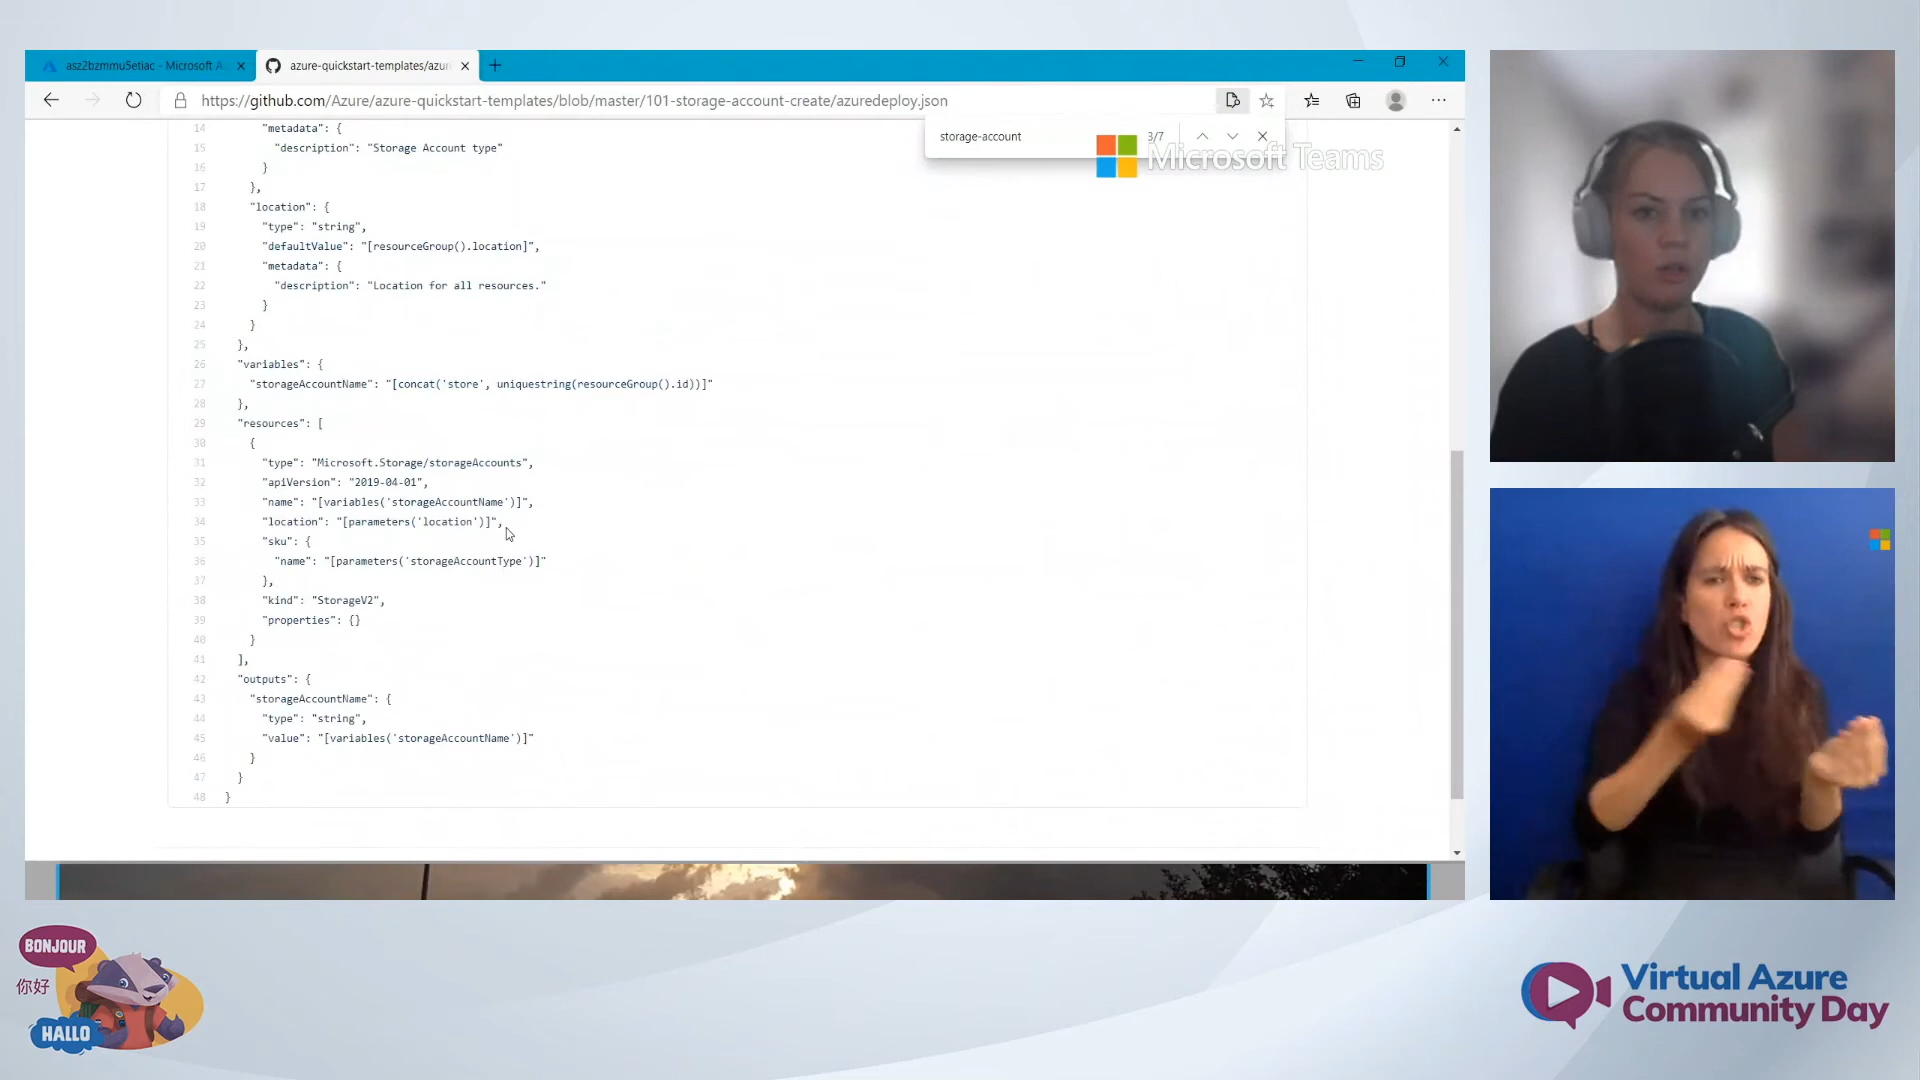 asz2bzmmu5etiac - Microsoft A
azure-quickstart-templates/azur
https://github.com/Azure/azure-quickstart-templates/blob/master/101-storage-account-create/azuredeploy.json
storage-account
3/7
Microsoft Teams
14 "metadata": {
15 "description": "Storage Account type"
16 }
17 },
18 "location": {
19 "type": "string",
20 "defaultValue": "[resourceGroup().location]",
21 "metadata": {
22 "description": "Location for all resources."
23 }
24 }
25 },
26 "variables": {
27 "storageAccountName": "[concat('store', uniquestring(resourceGroup().id))]"
28 },
29 "resources": [
30 {
31 "type": "Microsoft.Storage/storageAccounts",
32 "apiVersion": "2019-04-01",
33 "name": "[variables('storageAccountName')]",
34 "location": "[parameters('location')]",
35 "sku": {
36 "name": "[parameters('storageAccountType')]"
37 },
38 "kind": "StorageV2",
39 "properties": {}
40 }
41 ],
42 "outputs": {
43 "storageAccountName": {
44 "type": "string",
45 "value": "[variables('storageAccountName')]"
46 }
47 }
48 }
BONJOUR
你好
HALLO
Virtual Azure
Community Day